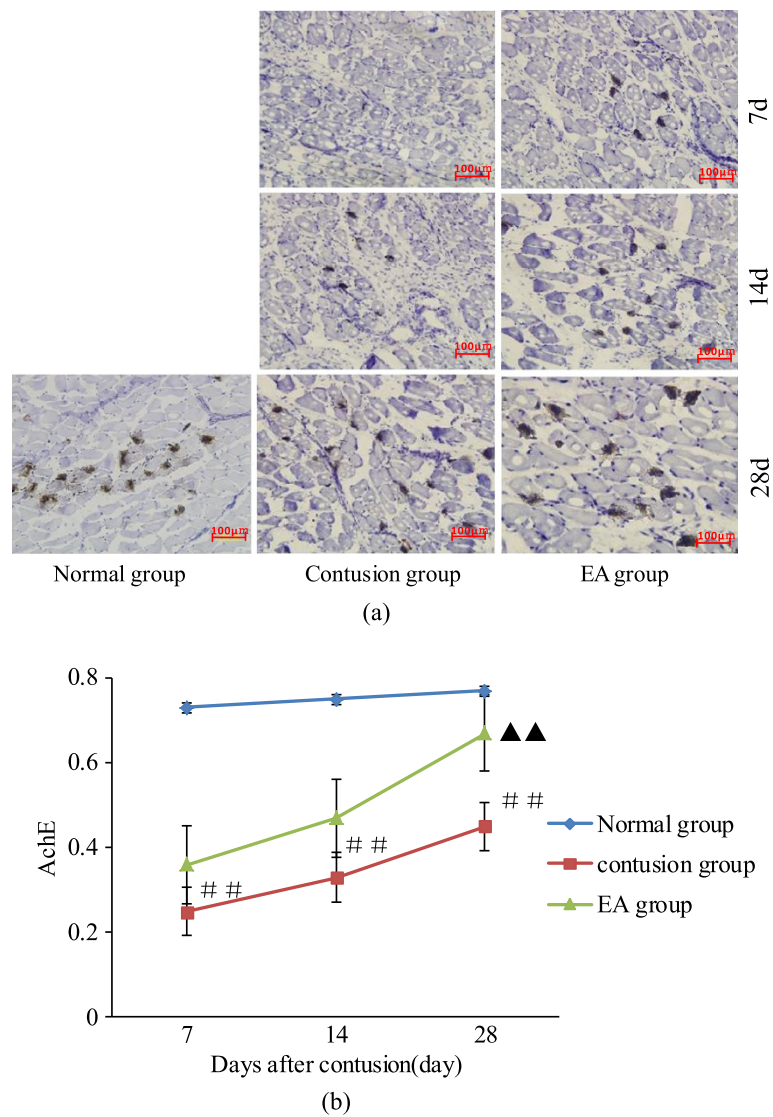 100μm
100μm
7d
100μm
100μm
14d
100μm
100μm
100μm
28d
Normal group
Contusion group
EA group
(a)
0.8
0.6
0.4
0.2
0
AchE
▲▲
##
##
##
Normal group
contusion group
EA group
7
14
28
Days after contusion(day)
(b)